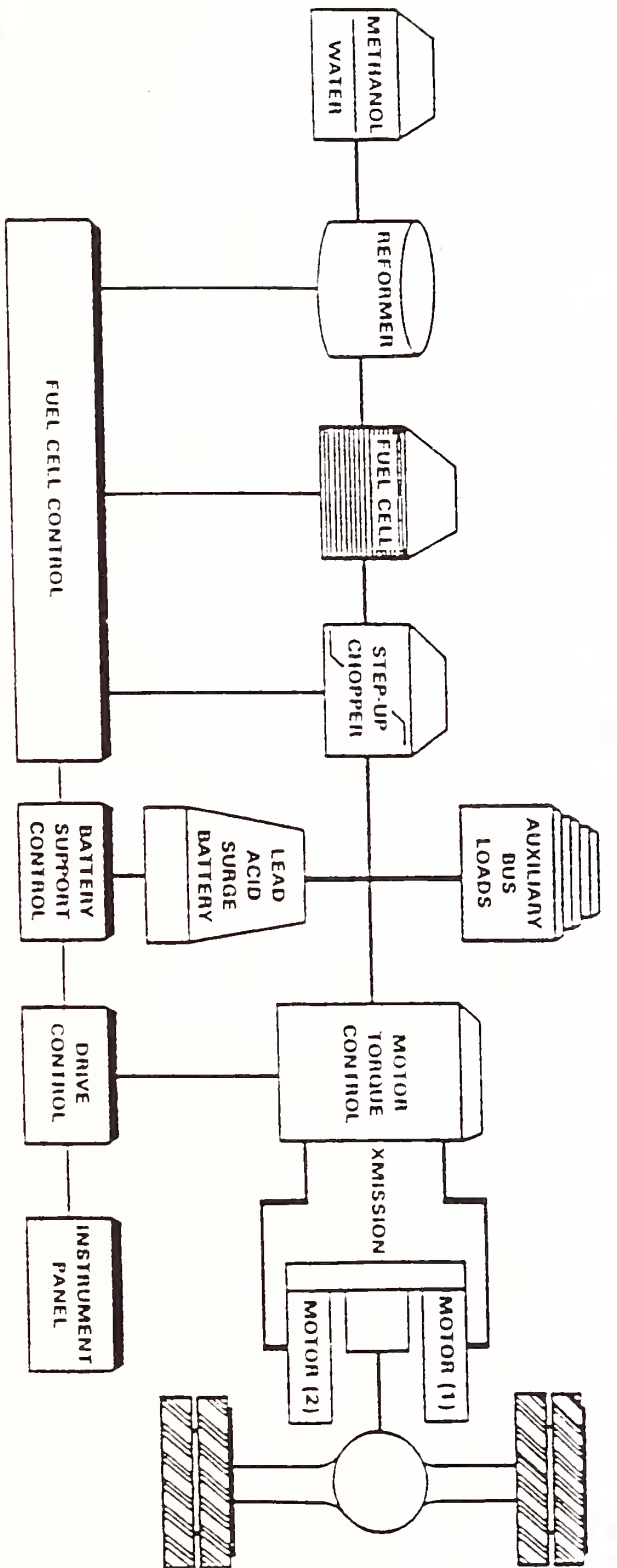 METHANOL
WATER
REFORMER
FUEL CELL
STEP-UP
CHOPPER
AUXILIARY
BUS
LOADS
LEAD
ACID
SURGE
BATTERY
MOTOR
TORQUE
CONTROL
XMISSION
MOTOR (1)
MOTOR (2)
FUEL CELL CONTROL
BATTERY
SUPPORT
CONTROL
DRIVE
CONTROL
INSTRUMENT
PANEL